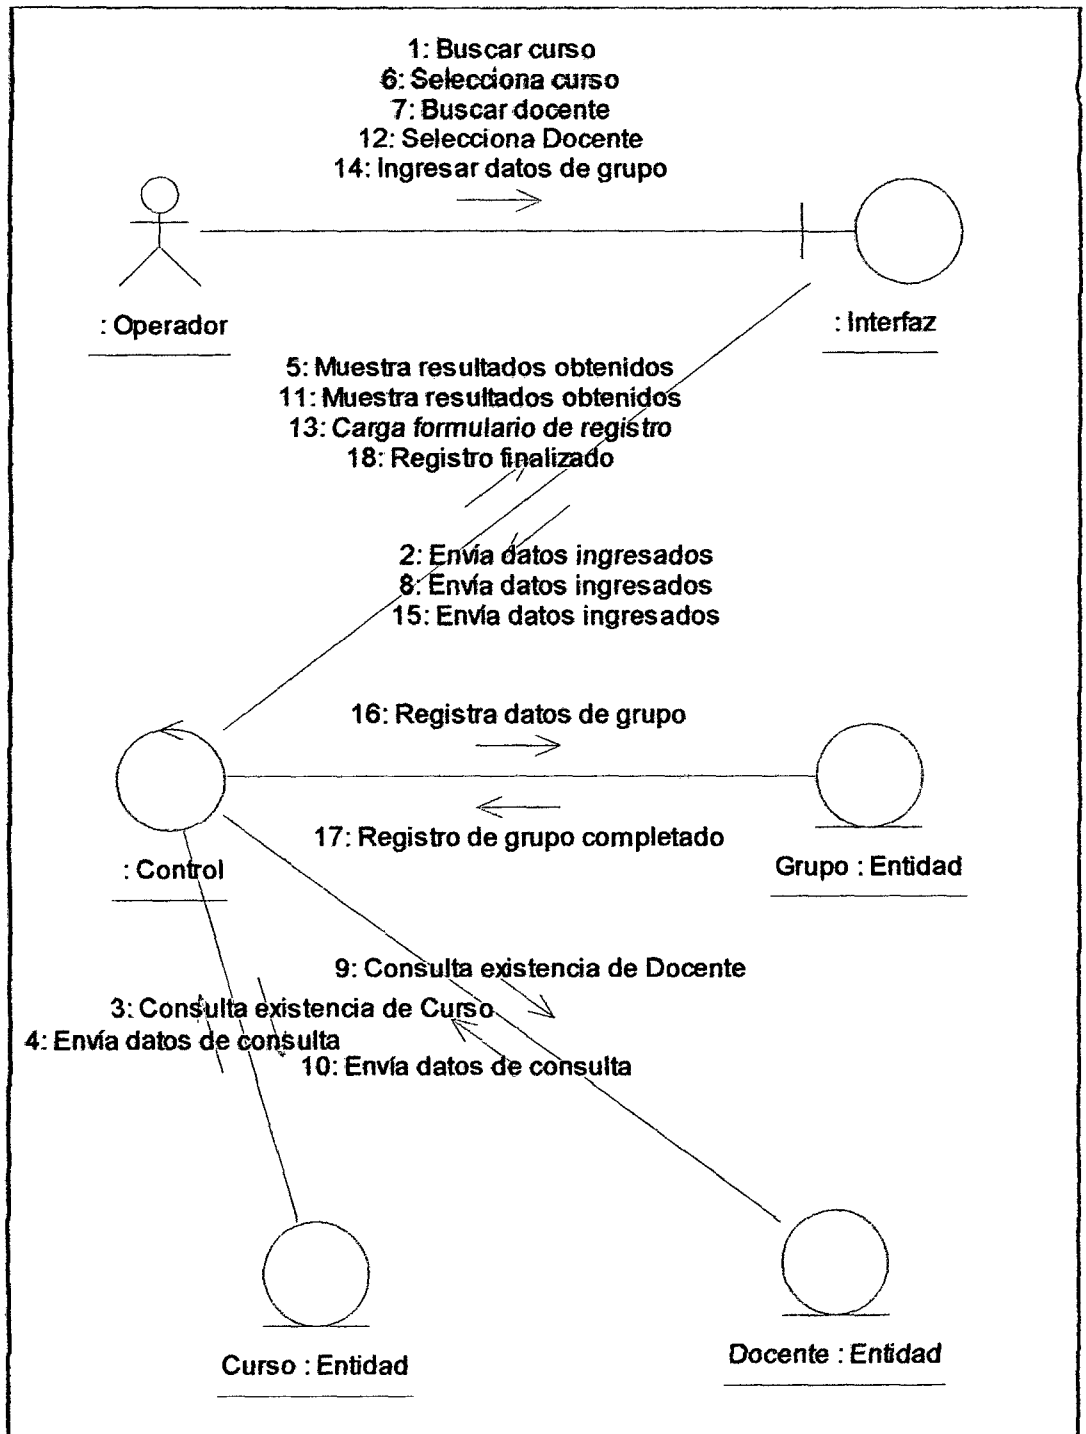 1: Buscar curso
6: Selecciona curso
7: Buscar docente
12: Selecciona Docente
14: Ingresar datos de grupo
: Operador
: Interfaz
5: Muestra resultados obtenidos
11: Muestra resultados obtenidos
13: Carga formulario de registro
18: Registro finalizado
2: Envía datos ingresados
8: Envía datos ingresados
15: Envía datos ingresados
16: Registra datos de grupo
17: Registro de grupo completado
: Control
Grupo : Entidad
9: Consulta existencia de Docente
3: Consulta existencia de Curso
4: Envía datos de consulta
10: Envía datos de consulta
Curso : Entidad
Docente : Entidad